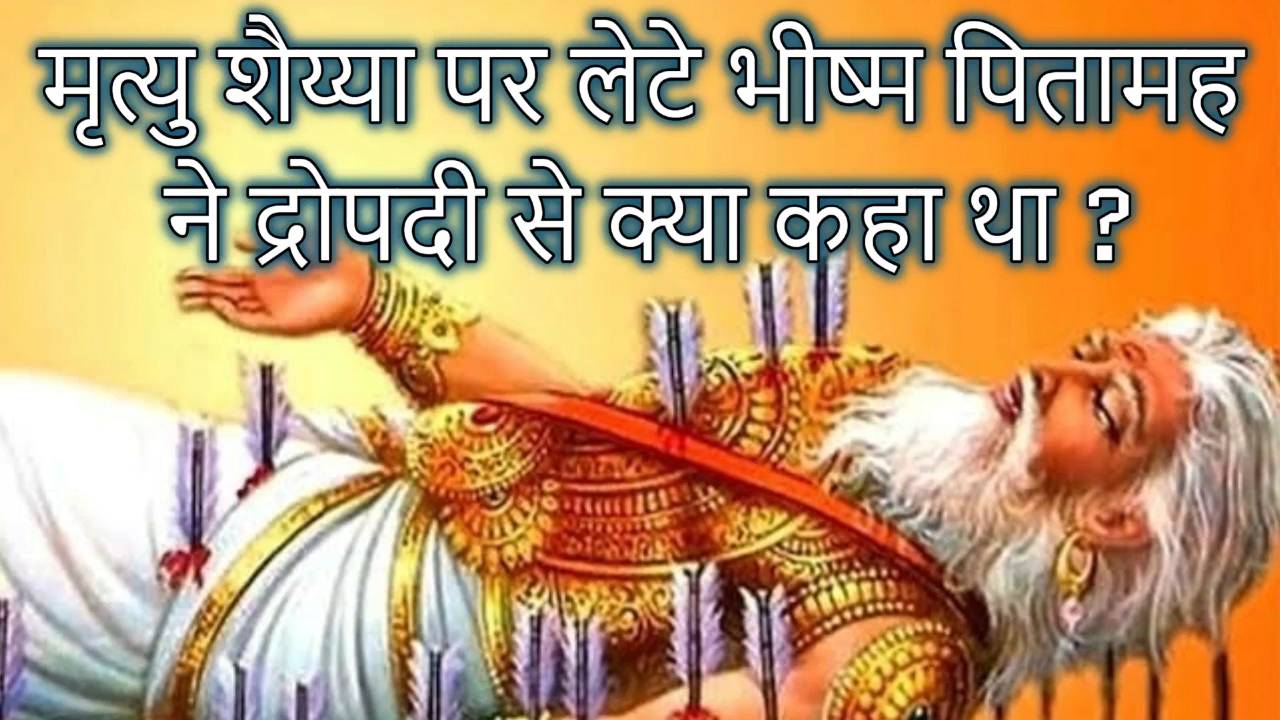 मृत्यु शैय्या पर लेटे भीष्म पितामह
ने द्रोपदी से क्या कहा था ?